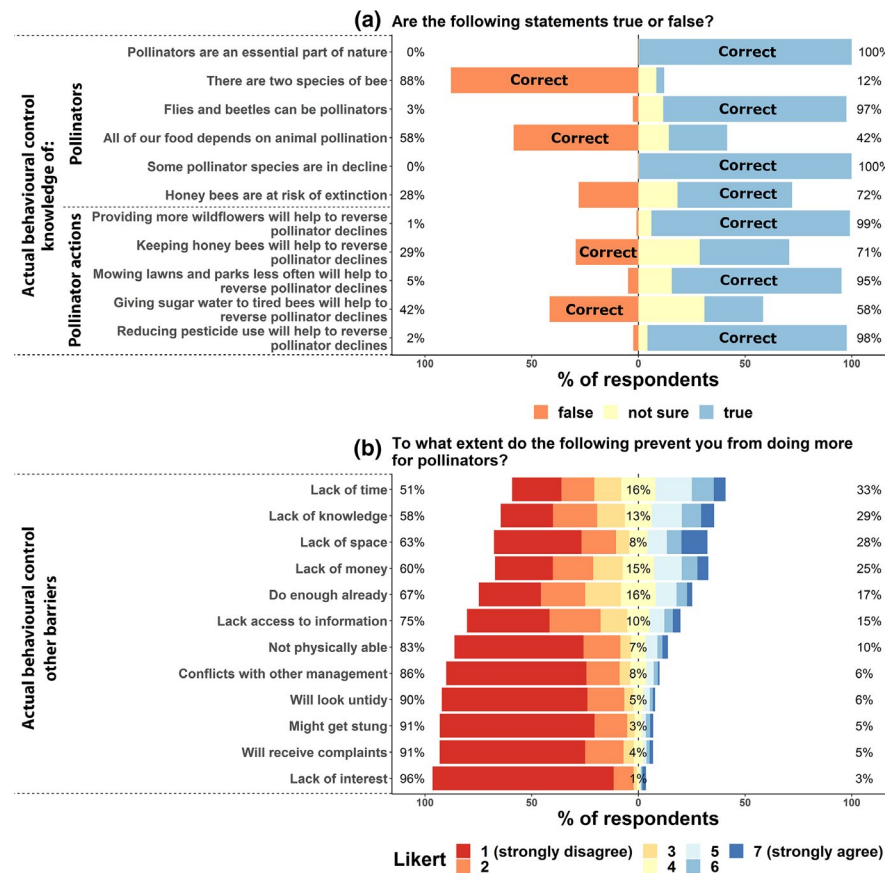 (a) Are the following statements true or false?
Actual behavioural control
knowledge of:
Pollinators
Pollinators are an essential part of nature 0% Correct 100%
There are two species of bee 88% Correct 12%
Flies and beetles can be pollinators 3% Correct 97%
All of our food depends on animal pollination 58% Correct 42%
Some pollinator species are in decline 0% Correct 100%
Honey bees are at risk of extinction 28% Correct 72%
Pollinator actions
Providing more wildflowers will help to reverse
pollinator declines 1% Correct 99%
Keeping honey bees will help to reverse
pollinator declines 29% Correct 71%
Mowing lawns and parks less often will help to
reverse pollinator declines 5% Correct 95%
Giving sugar water to tired bees will help to
reverse pollinator declines 42% Correct 58%
Reducing pesticide use will help to reverse
pollinator declines 2% Correct 98%
100 50 0 50 100
% of respondents
false not sure true
(b) To what extent do the following prevent you from doing more
for pollinators?
Actual behavioural control
other barriers
Lack of time 51% 16% 33%
Lack of knowledge 58% 13% 29%
Lack of space 63% 8% 28%
Lack of money 60% 15% 25%
Do enough already 67% 16% 17%
Lack access to information 75% 10% 15%
Not physically able 83% 7% 10%
Conflicts with other management 86% 8% 6%
Will look untidy 90% 5% 6%
Might get stung 91% 3% 5%
Will receive complaints 91% 4% 5%
Lack of interest 96% 1% 3%
100 50 0 50 100
% of respondents
Likert 1 (strongly disagree) 3 5 7 (strongly agree)
2 4 6